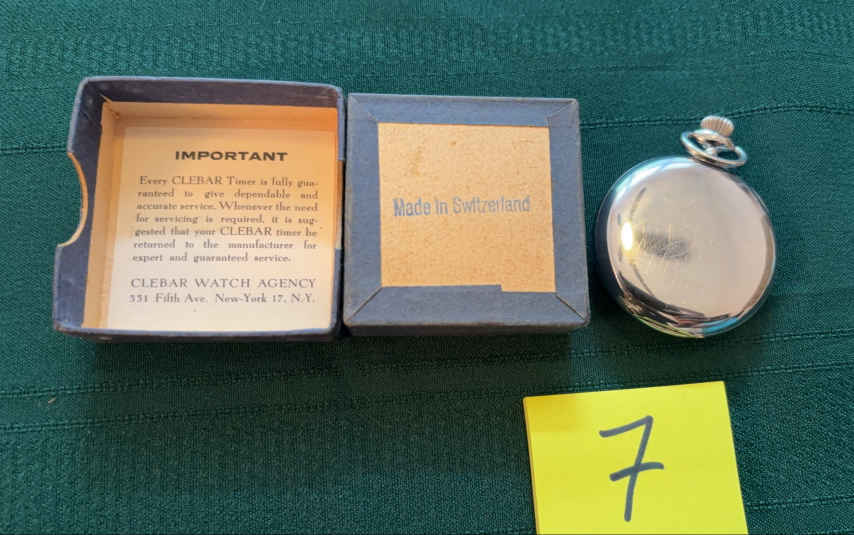 IMPORTANT
Every CLEBAR Timer is fully gua-
ranteed to give dependable and
accurate service. Whenever the need
for servicing is required, it is sug-
gested that your CLEBAR timer be
returned to the manufacturer for
expert and guaranteed service.
CLEBAR WATCH AGENCY
551 Fifth Ave. New-York 17, N.Y.
Made in Switzerland
7